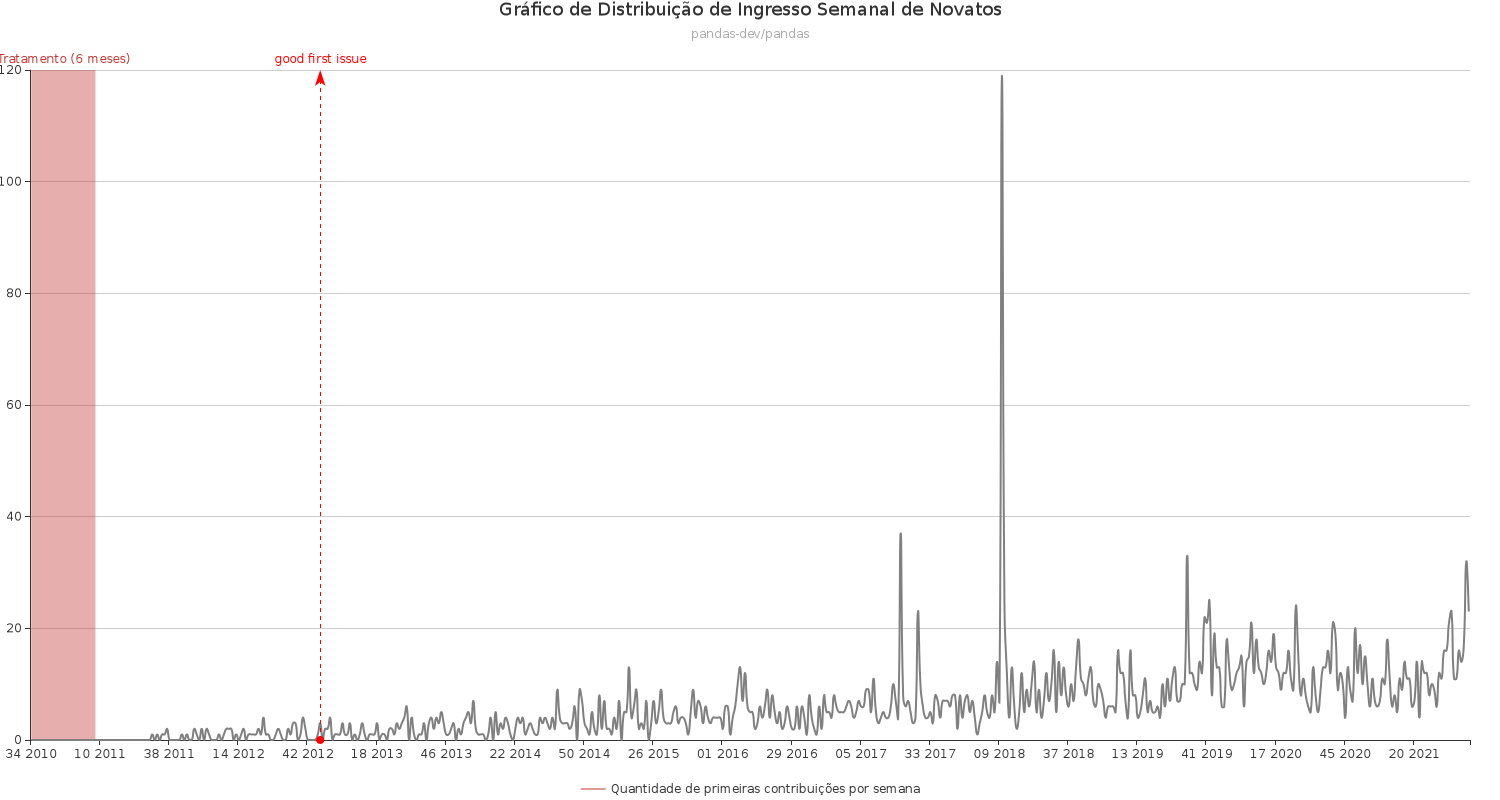 Gráfico de Distribuição de Ingresso Semanal de Novatos
pandas-dev/pandas
Tratamento (6 meses)
good first issue
120
100
80
60
40
20
0
34 2010 10 2011 38 2011 14 2012 42 2012 18 2013 46 2013 22 2014 50 2014 26 2015 01 2016 29 2016 05 2017 33 2017 09 2018 37 2018 13 2019 41 2019 17 2020 45 2020 20 2021
Quantidade de primeiras contribuições por semana